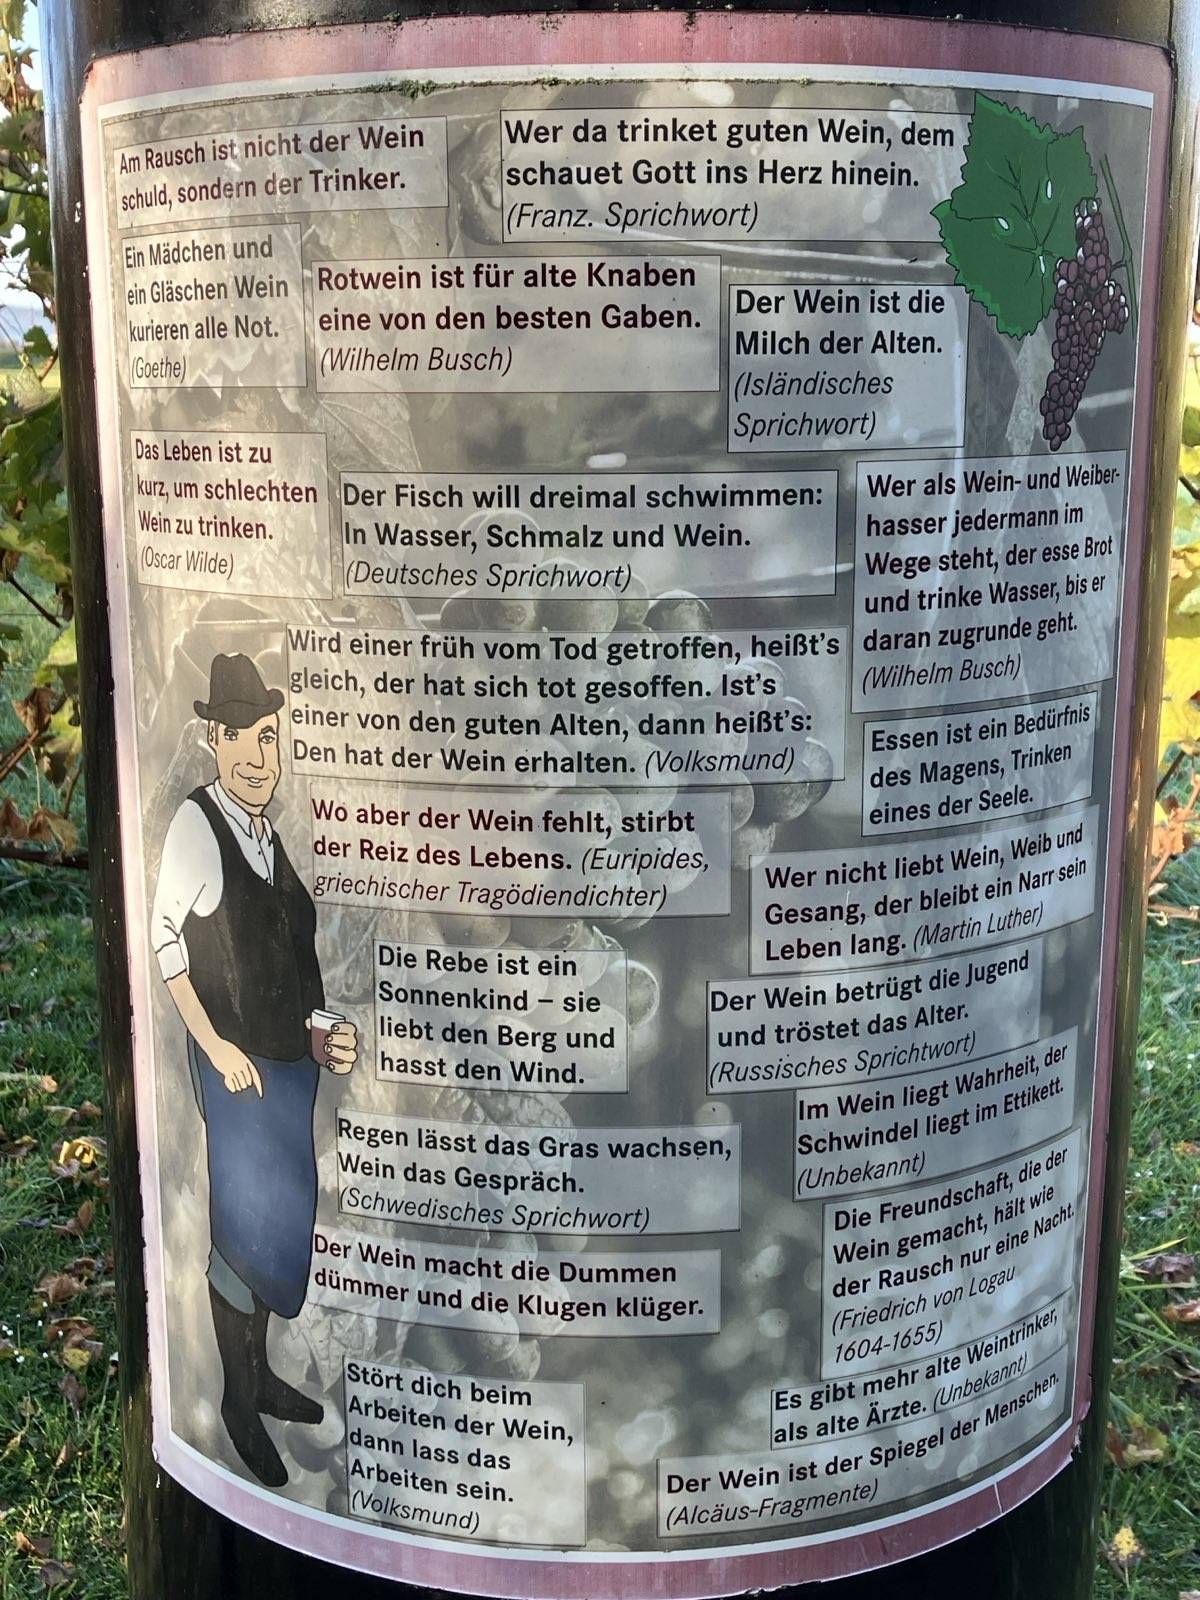 Am Rausch ist nicht der Wein
schuld, sondern der Trinker.
Wer da trinket guten Wein, dem
schauet Gott ins Herz hinein.
(Franz. Sprichwort)
Ein Mädchen und
ein Gläschen Wein
kurieren alle Not.
(Goethe)
Rotwein ist für alte Knaben
eine von den besten Gaben.
(Wilhelm Busch)
Der Wein ist die
Milch der Alten.
(Isländisches
Sprichwort)
Das Leben ist zu
kurz, um schlechten
Wein zu trinken.
(Oscar Wilde)
Der Fisch will dreimal schwimmen:
In Wasser, Schmalz und Wein.
(Deutsches Sprichwort)
Wer als Wein- und Weiber-
hasser jedermann im
Wege steht, der esse Brot
und trinke Wasser, bis er
daran zugrunde geht.
(Wilhelm Busch)
Wird einer früh vom Tod getroffen, heißt's
gleich, der hat sich tot gesoffen. Ist's
einer von den guten Alten, dann heißt's:
Den hat der Wein erhalten. (Volksmund)
Essen ist ein Bedürfnis
des Magens, Trinken
eines der Seele.
Wo aber der Wein fehlt, stirbt
der Reiz des Lebens. (Euripides,
griechischer Tragödiendichter)
Wer nicht liebt Wein, Weib und
Gesang, der bleibt ein Narr sein
Leben lang. (Martin Luther)
Die Rebe ist ein
Sonnenkind – sie
liebt den Berg und
hasst den Wind.
Der Wein betrügt die Jugend
und tröstet das Alter.
(Russisches Sprichtwort)
Im Wein liegt Wahrheit, der
Schwindel liegt im Ettikett.
(Unbekannt)
Regen lässt das Gras wachsen,
Wein das Gespräch.
(Schwedisches Sprichwort)
Die Freundschaft, die der
Wein gemacht, hält wie
der Rausch nur eine Nacht.
(Friedrich von Logau
1604-1655)
Der Wein macht die Dummen
dümmer und die Klugen klüger.
Es gibt mehr alte Weintrinker,
als alte Ärzte. (Unbekannt)
Stört dich beim
Arbeiten der Wein,
dann lass das
Arbeiten sein.
(Volksmund)
Der Wein ist der Spiegel der Menschen.
(Alcäus-Fragmente)